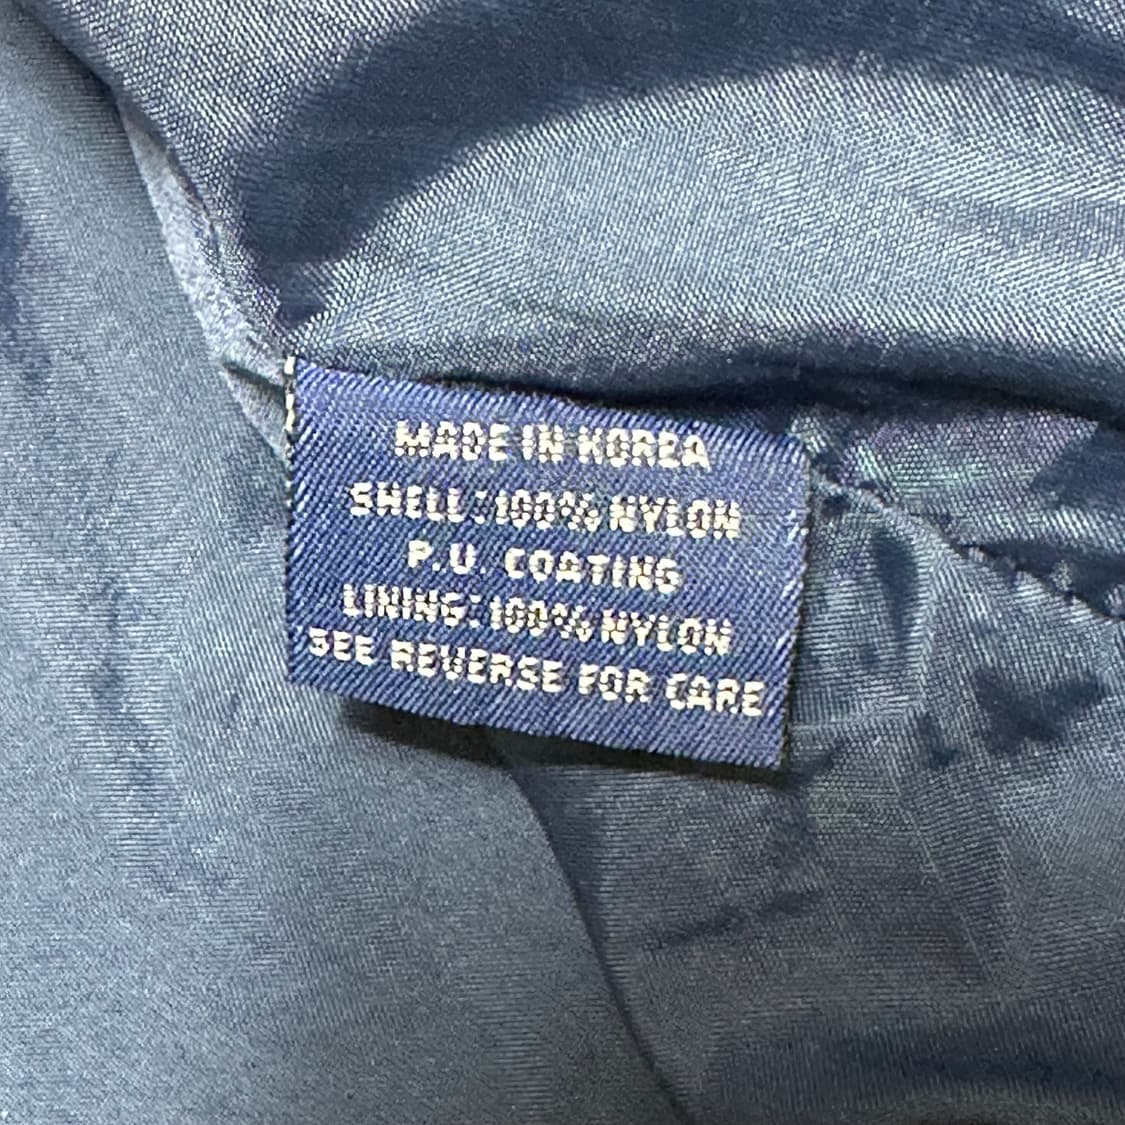 MADE IN KOREA
SHELL:100%NYLON
P.U. COATING
LINING:100%NYLON
SEE REVERSE FOR CARE